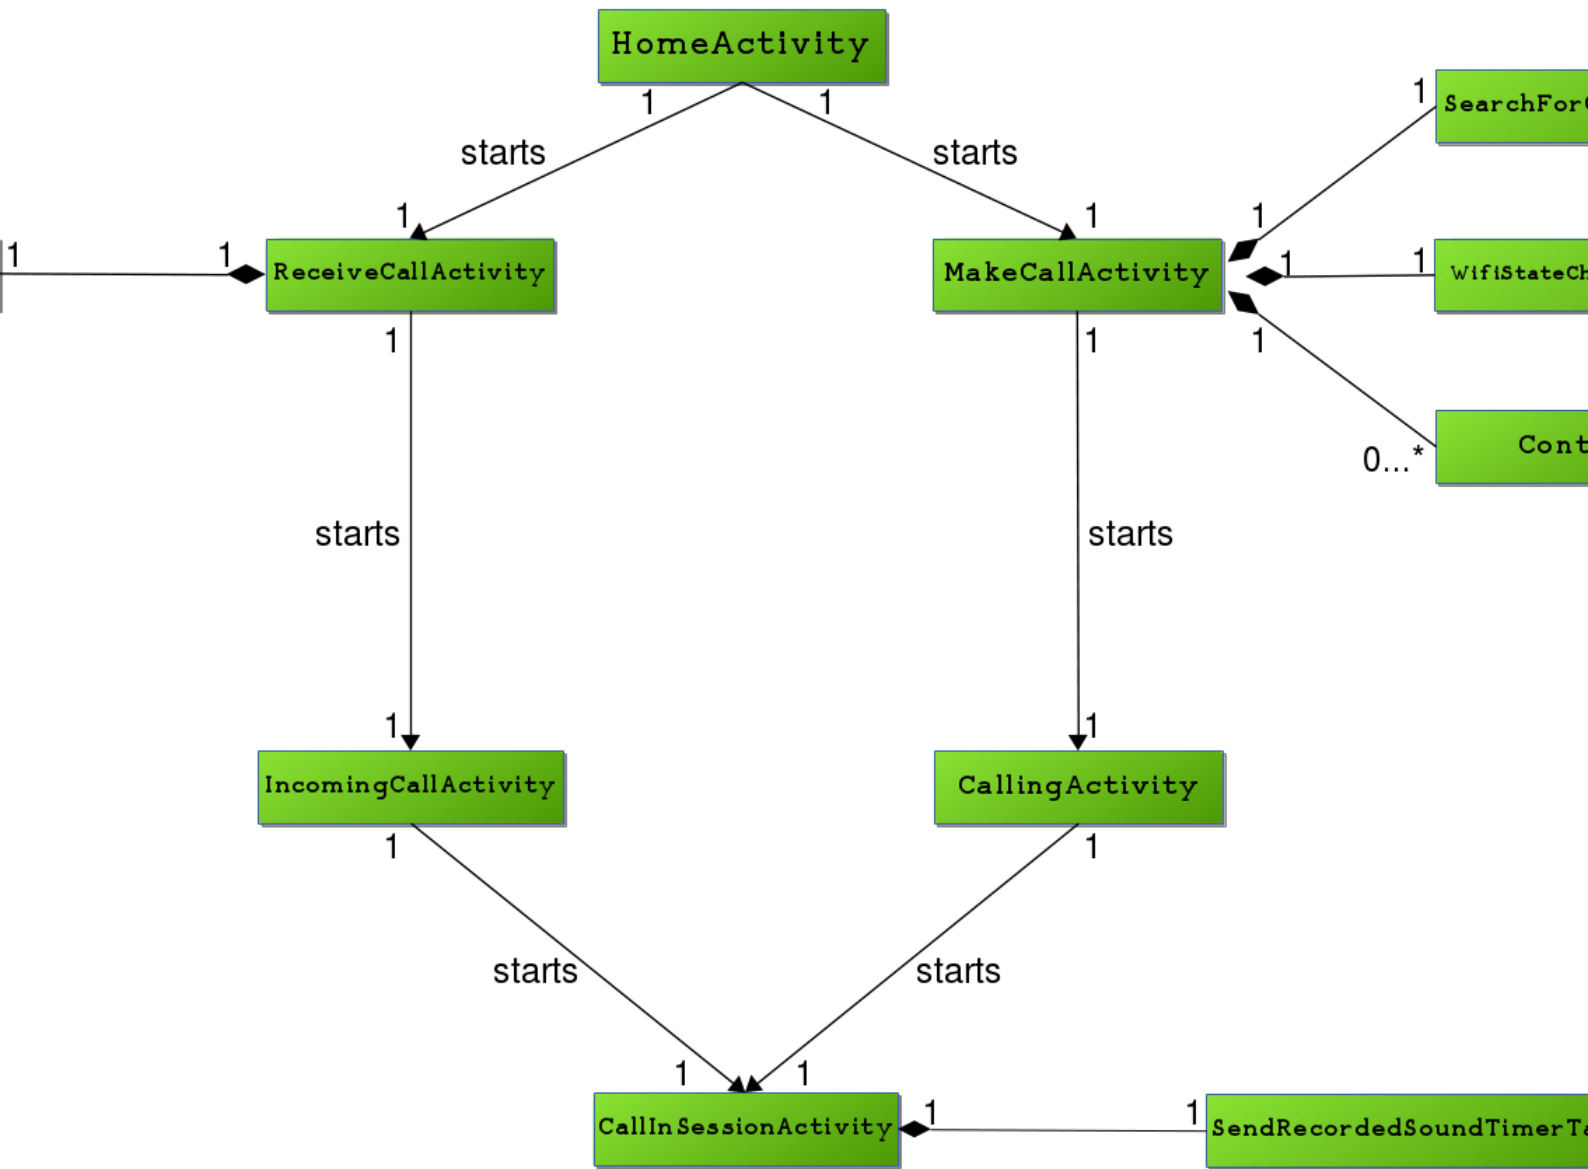 HomeActivity
1
1
1
SearchFor
starts
starts
1
1
1
1
1
ReceiveCallActivity
MakeCallActivity
1
1
WifiStateCh
1
1
1
Cont
0...*
starts
starts
1
1
IncomingCallActivity
CallingActivity
1
1
starts
starts
1
1
CallInSessionActivity
1
1
SendRecordedSoundTimerTa